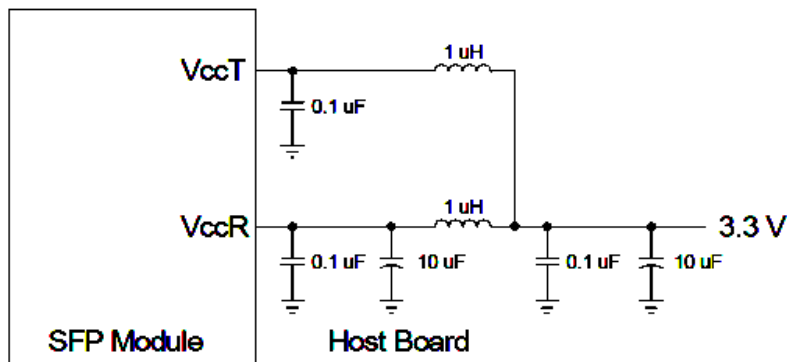 1 uH
VccT
0.1 uF
1 uH
VccR
3.3 V
0.1 uF
10 uF
0.1 uF
10 uF
SFP Module
Host Board